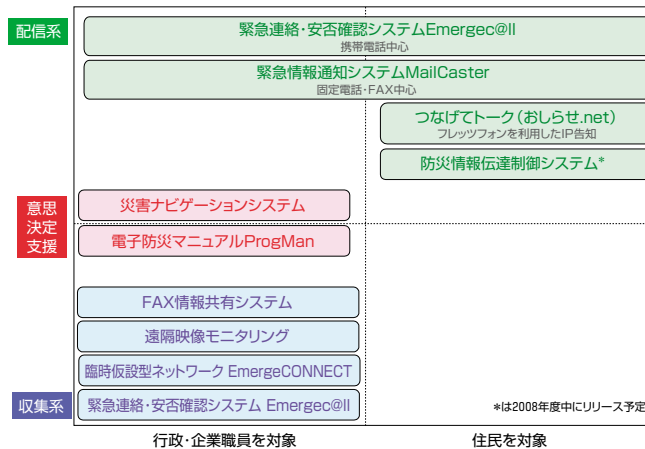 配信系
緊急連絡・安否確認システムEmergec@ll
携帯電話中心
緊急情報通知システムMailCaster
固定電話・FAX中心
つなげてトーク（おしらせ.net）
フレッツフォンを利用したIP告知
防災情報伝達制御システム*
意思
決定
支援
災害ナビゲーションシステム
電子防災マニュアルProgMan
FAX情報共有システム
遠隔映像モニタリング
臨時仮設型ネットワーク EmergeCONNECT
収集系
緊急連絡・安否確認システム Emergec@ll
*は2008年度中にリリース予定
行政・企業職員を対象
住民を対象